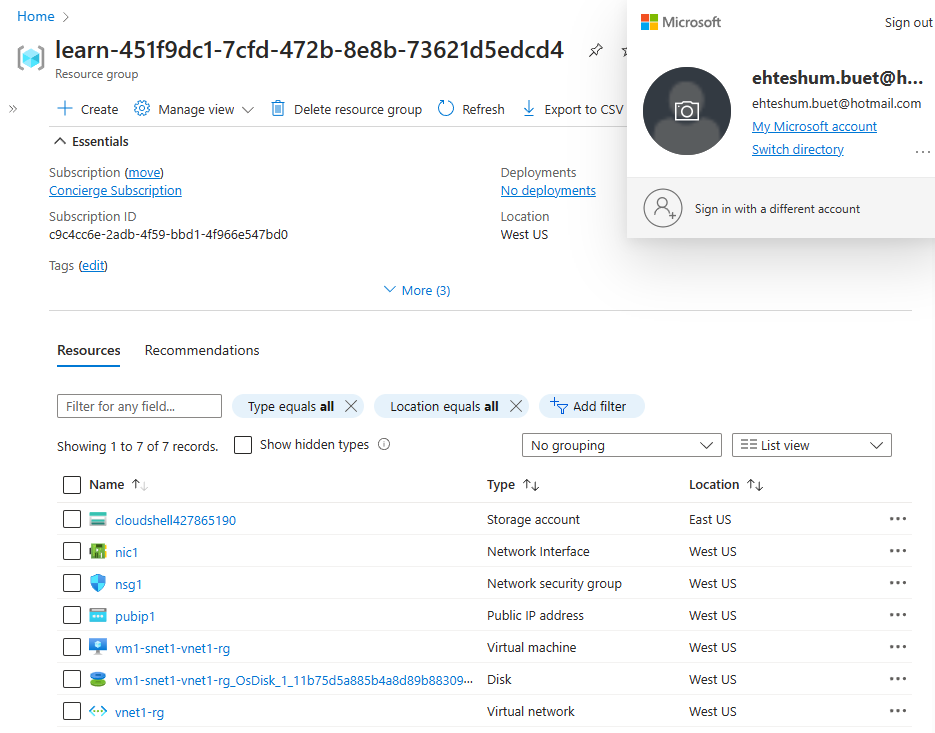 Home
learn-451f9dc1-7cfd-472b-8e8b-73621d5edcd4
Resource group
Create
Manage view
Delete resource group
Refresh
Export to CSV
Microsoft
Sign out
ehteshum.buet@h...
ehteshum.buet@hotmail.com
My Microsoft account
Switch directory
Sign in with a different account
Essentials
Subscription (move)
Concierge Subscription
Subscription ID
c9c4cc6e-2adb-4f59-bbd1-4f966e547bd0
Tags (edit)
Deployments
No deployments
Location
West US
More (3)
Resources Recommendations
Filter for any field...
Type equals all
Location equals all
Add filter
Showing 1 to 7 of 7 records.
Show hidden types
No grouping
List view
Name Type Location
cloudshell427865190 Storage account East US
nic1 Network Interface West US
nsg1 Network security group West US
pubip1 Public IP address West US
vm1-snet1-vnet1-rg Virtual machine West US
vm1-snet1-vnet1-rg_OsDisk_1_11b75d5a885b4a8d89b88309... Disk West US
vnet1-rg Virtual network West US